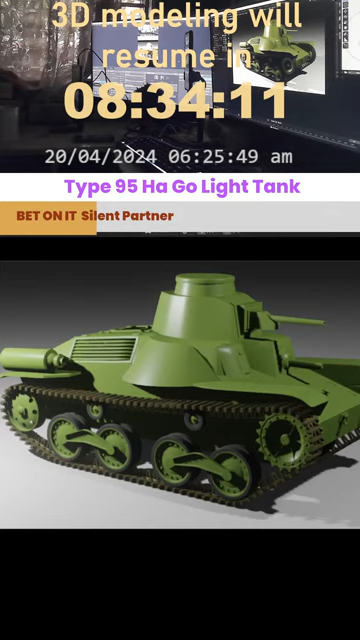 3D modeling will
resume in
08:34:11
20/04/2024 06:25:49 am
Type 95 Ha Go Light Tank
BET ON IT Silent Partner